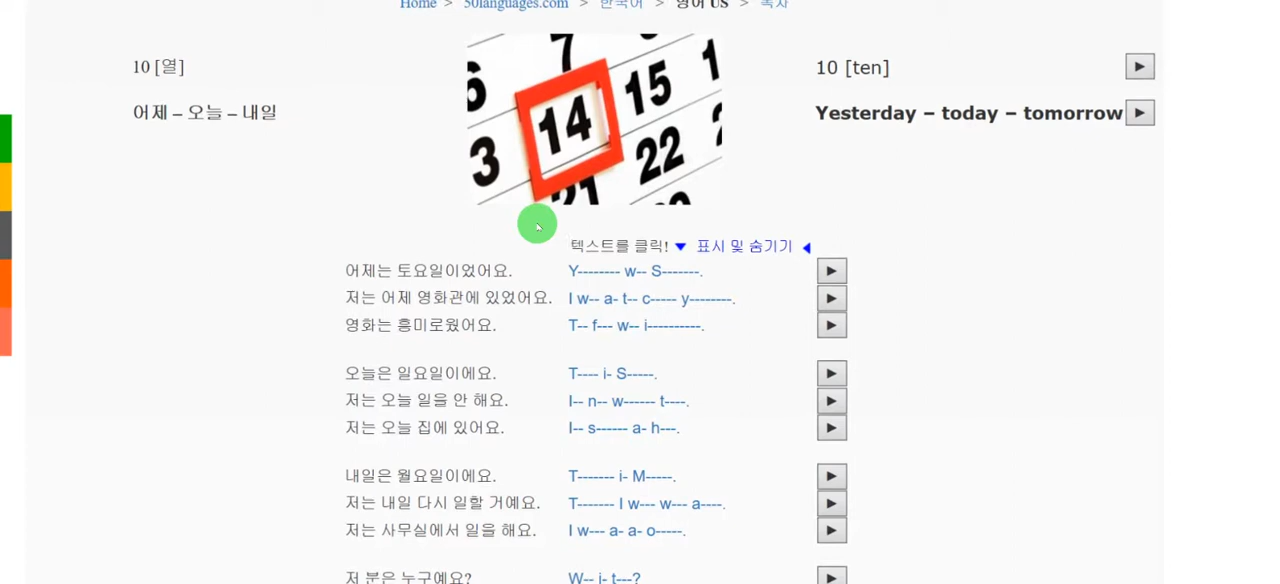 Home > 50languages.com > 한국어 > 영어 US > 목차
10 [열]
10 [ten]
어제 – 오늘 – 내일
Yesterday – today – tomorrow
7
6 14 15 1
3 22
21
텍스트를 클릭! ▼ 표시 및 숨기기 ◀
어제는 토요일이었어요. Y-------- w-- S-------.
저는 어제 영화관에 있었어요. I w-- a- t-- c----- y--------.
영화는 흥미로웠어요. T-- f--- w-- i----------.
오늘은 일요일이에요. T---- i- S-----.
저는 오늘 일을 안 해요. I-- n-- w------ t----.
저는 오늘 집에 있어요. I-- s------ a- h---.
내일은 월요일이에요. T------- i- M-----.
저는 내일 다시 일할 거예요. T------- I w--- w--- a----.
저는 사무실에서 일을 해요. I w--- a- a- o-----.
저 분은 누구예요? W-- i- t---?